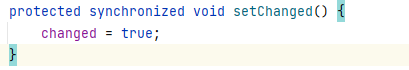 protected synchronized void setChanged() {
    changed = true;
}